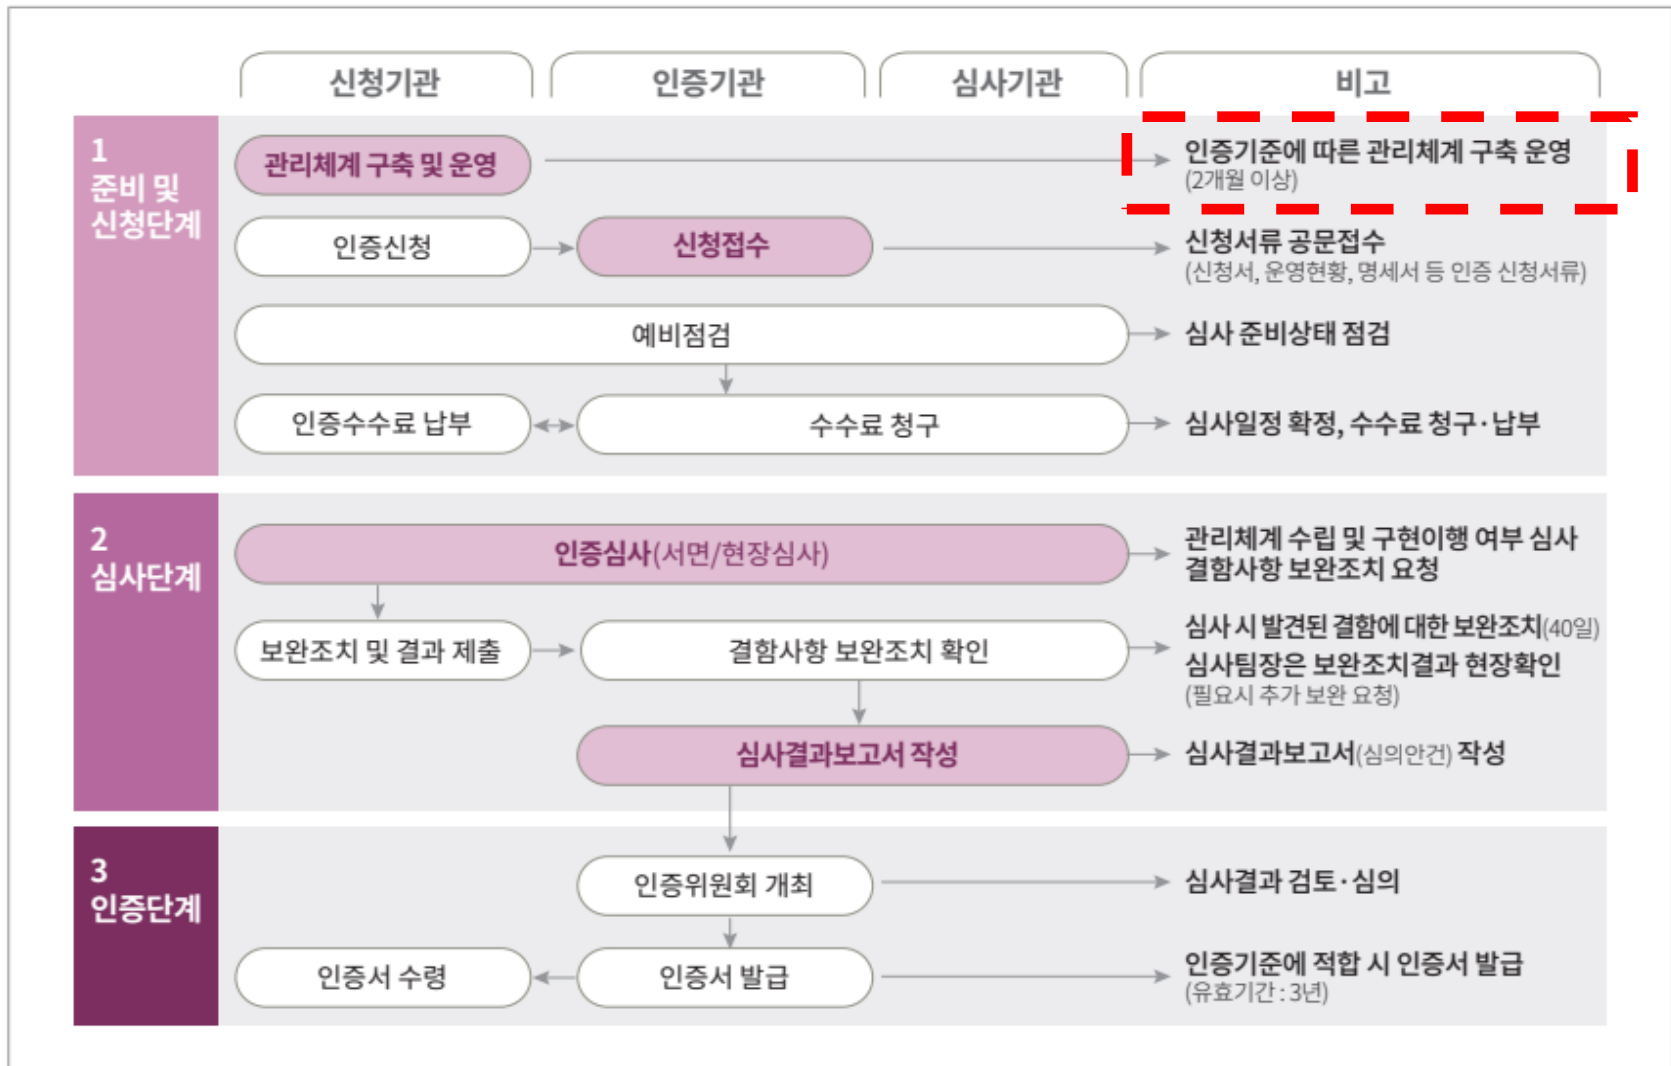 신청기관
인증기관
심사기관
비고
1
준비 및
신청단계
관리체계 구축 및 운영
인증기준에 따른 관리체계 구축 운영
(2개월 이상)
인증신청
신청접수
신청서류 공문접수
(신청서, 운영현황, 명세서 등 인증 신청서류)
예비점검
심사 준비상태 점검
인증수수료 납부
수수료 청구
심사일정 확정, 수수료 청구·납부
2
심사단계
인증심사(서면/현장심사)
관리체계 수립 및 구현이행 여부 심사
결함사항 보완조치 요청
보완조치 및 결과 제출
결함사항 보완조치 확인
심사 시 발견된 결함에 대한 보완조치(40일)
심사팀장은 보완조치결과 현장확인
(필요시 추가 보완 요청)
심사결과보고서 작성
심사결과보고서(심의안건) 작성
3
인증단계
인증위원회 개최
심사결과 검토·심의
인증서 수령
인증서 발급
인증기준에 적합 시 인증서 발급
(유효기간 : 3년)